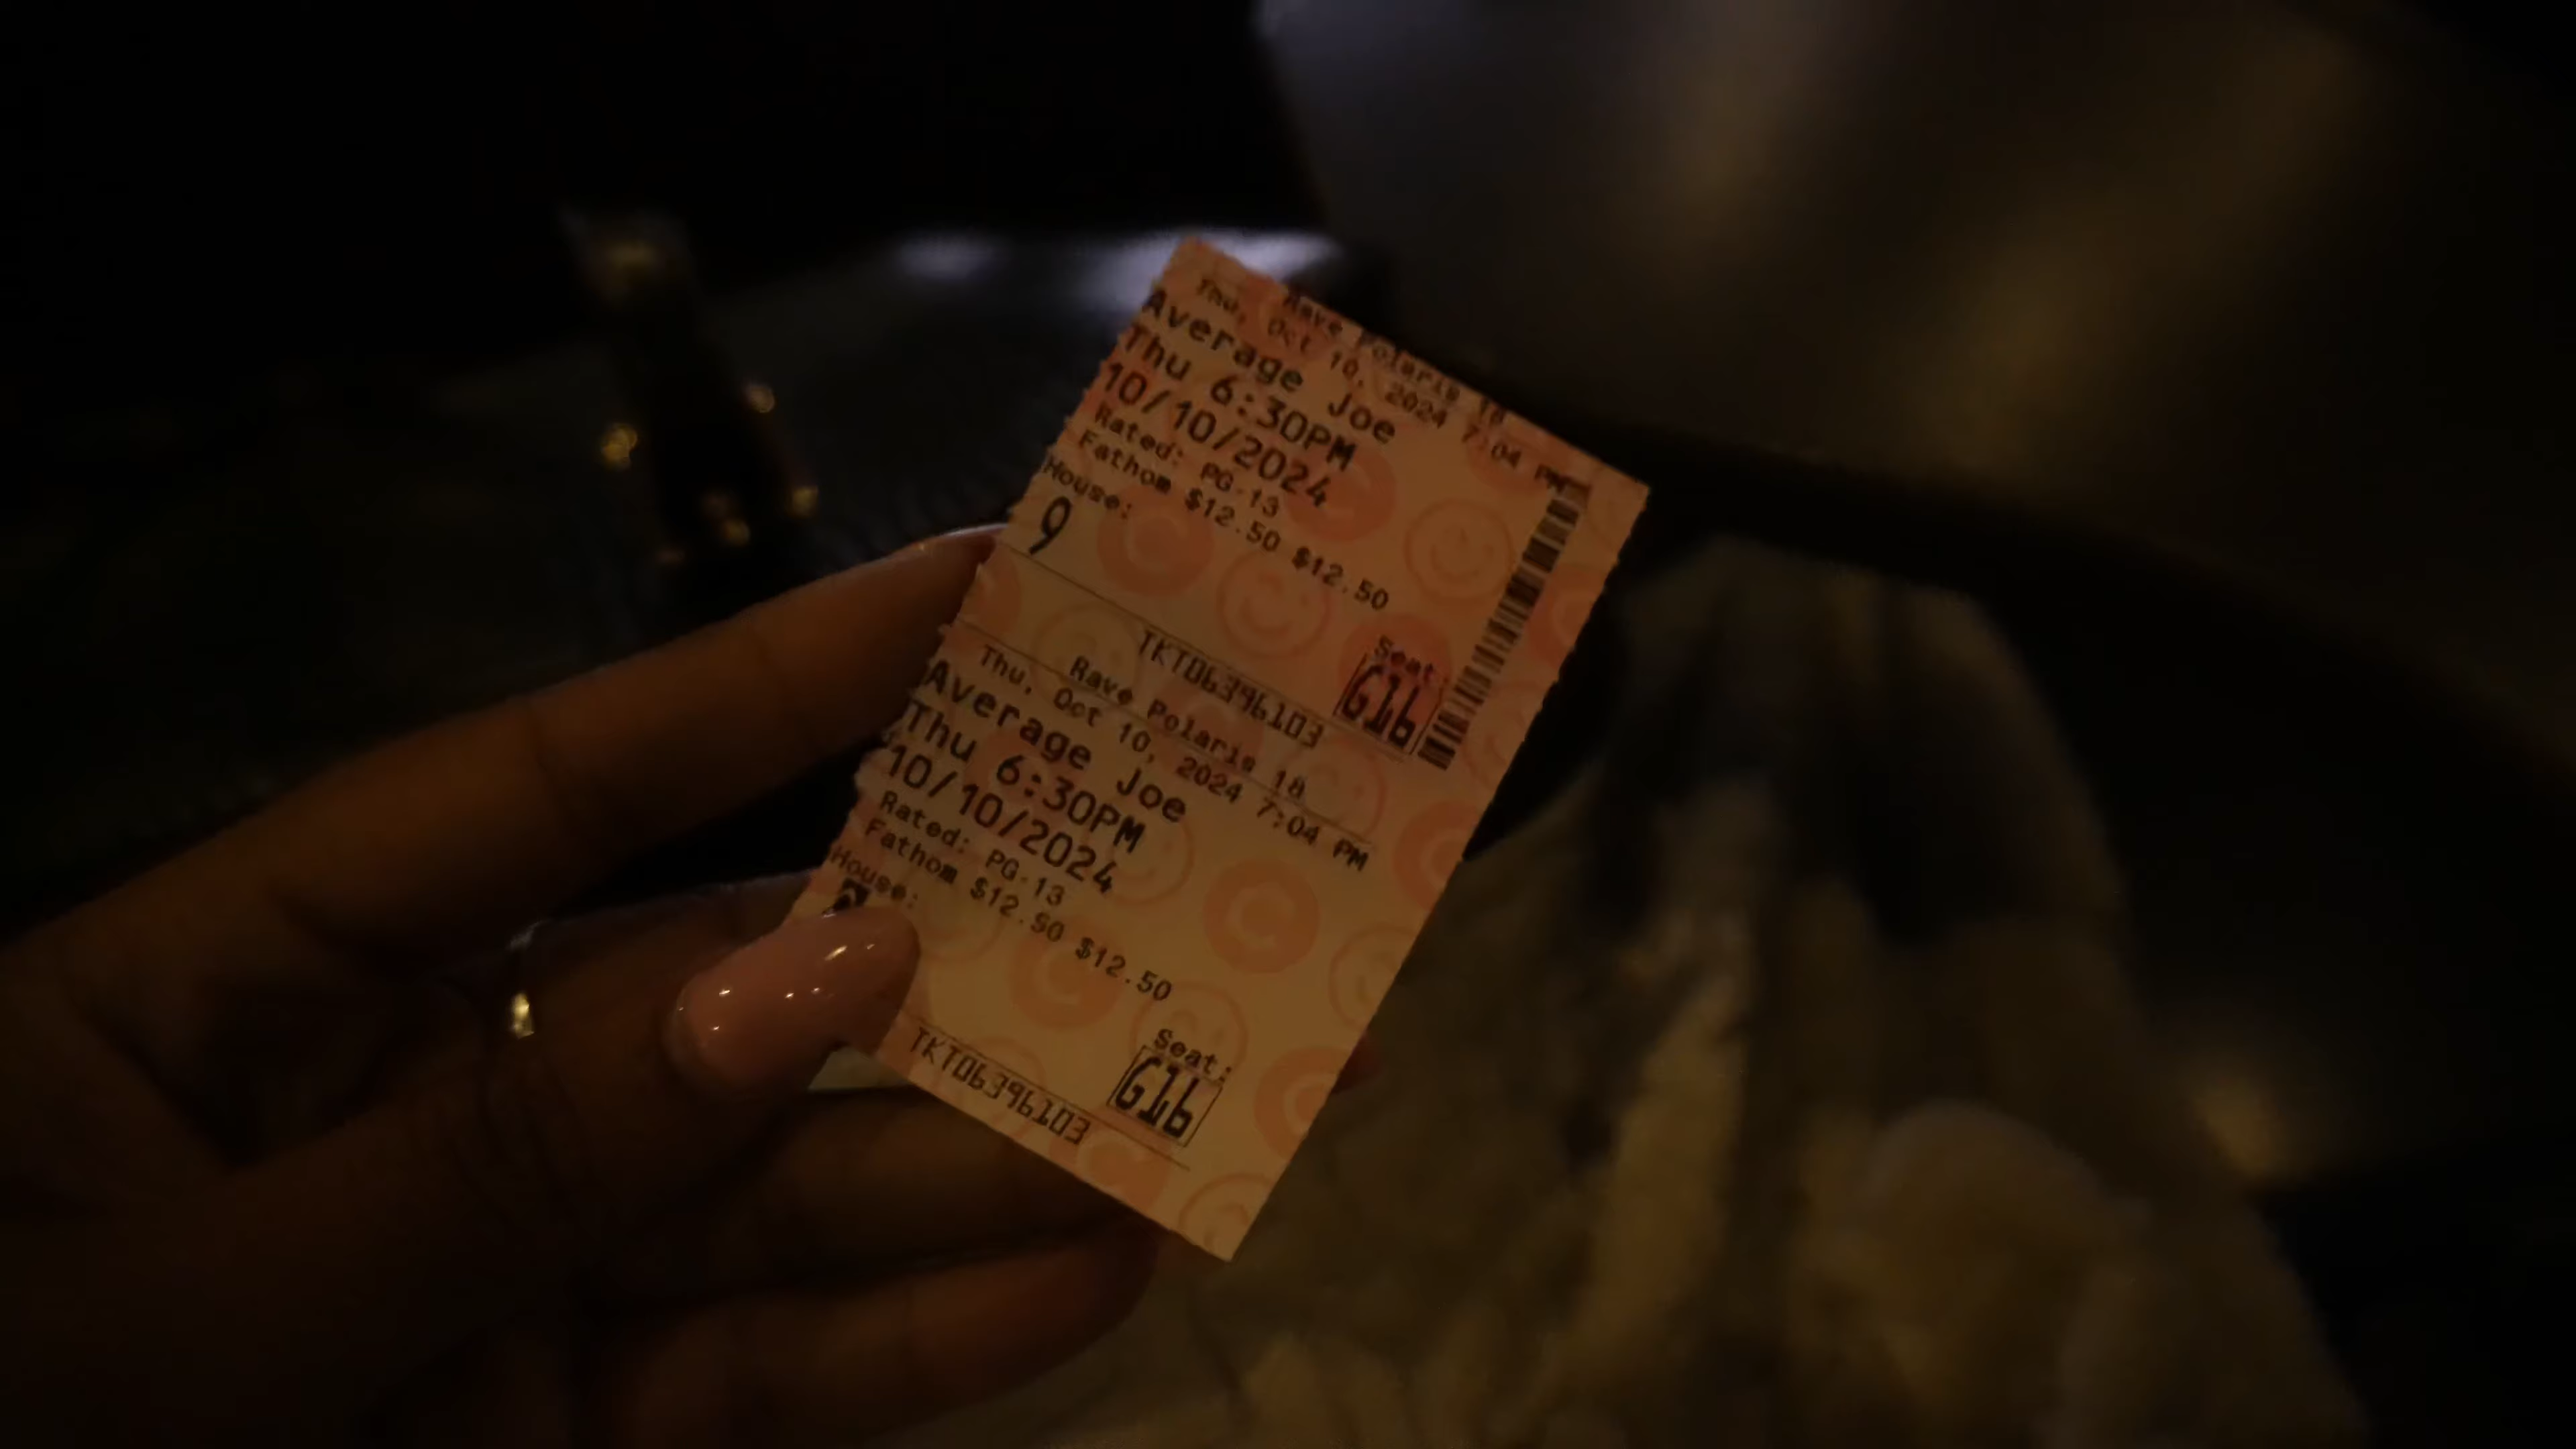 Rave Polaris 18
Thu, Oct 10, 2024 7:04 PM
Average Joe
Thu 6:30PM
10/10/2024
Rated: PG-13
Fathom $12.50 $12.50
House:
9
Seat:
G16
TKT06396103
Rave Polaris 18
Thu, Oct 10, 2024 7:04 PM
Average Joe
Thu 6:30PM
10/10/2024
Rated: PG-13
Fathom $12.50 $12.50
House:
Seat:
G16
TKT06396103